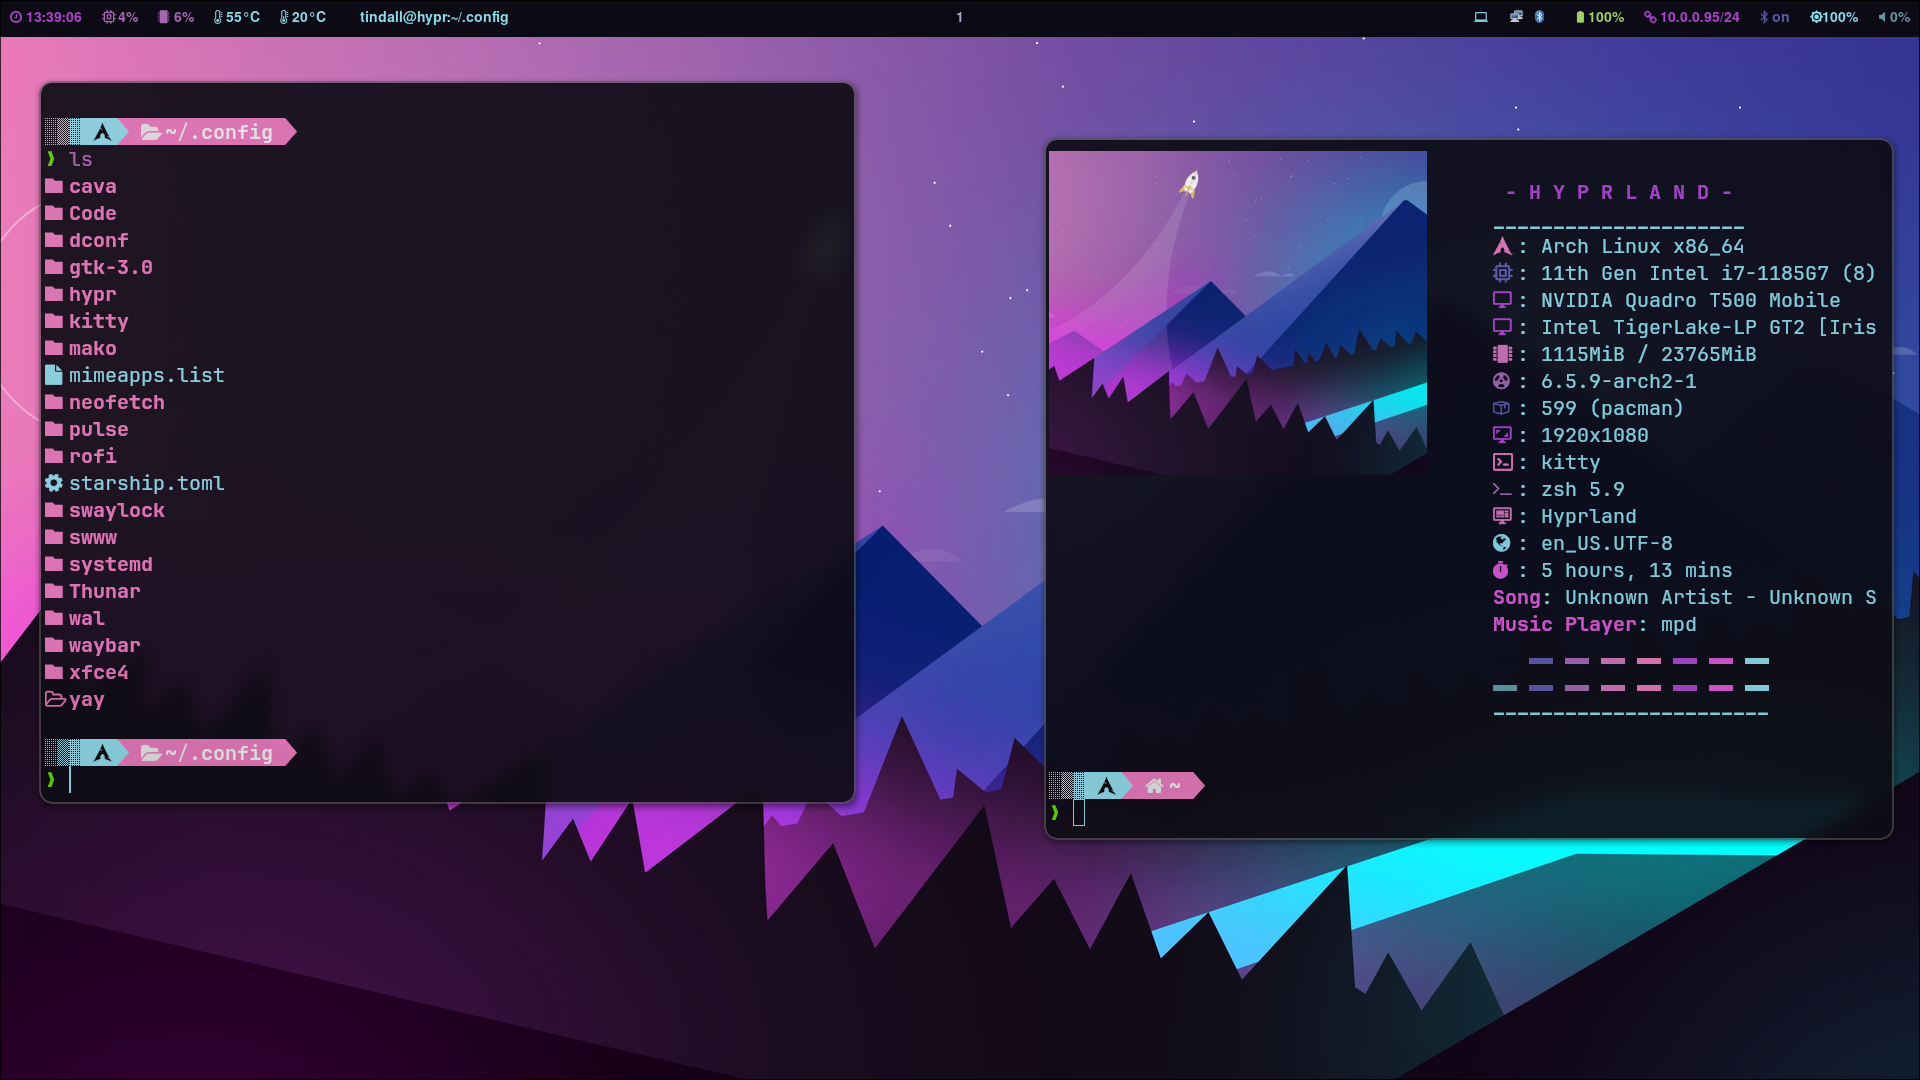 13:39:06 4% 6% 55°C 20°C tindall@hypr:~/.config 1 100% 10.0.0.95/24 on 100% 0%
~/.config
ls
cava
Code
dconf
gtk-3.0
hypr
kitty
mako
mimeapps.list
neofetch
pulse
rofi
starship.toml
swaylock
swww
systemd
Thunar
wal
waybar
xfce4
yay
~/.config
- H Y P R L A N D -
: Arch Linux x86_64
: 11th Gen Intel i7-1185G7 (8)
: NVIDIA Quadro T500 Mobile
: Intel TigerLake-LP GT2 [Iris
: 1115MiB / 23765MiB
: 6.5.9-arch2-1
: 599 (pacman)
: 1920x1080
: kitty
: zsh 5.9
: Hyprland
: en_US.UTF-8
: 5 hours, 13 mins
Song: Unknown Artist - Unknown S
Music Player: mpd
~